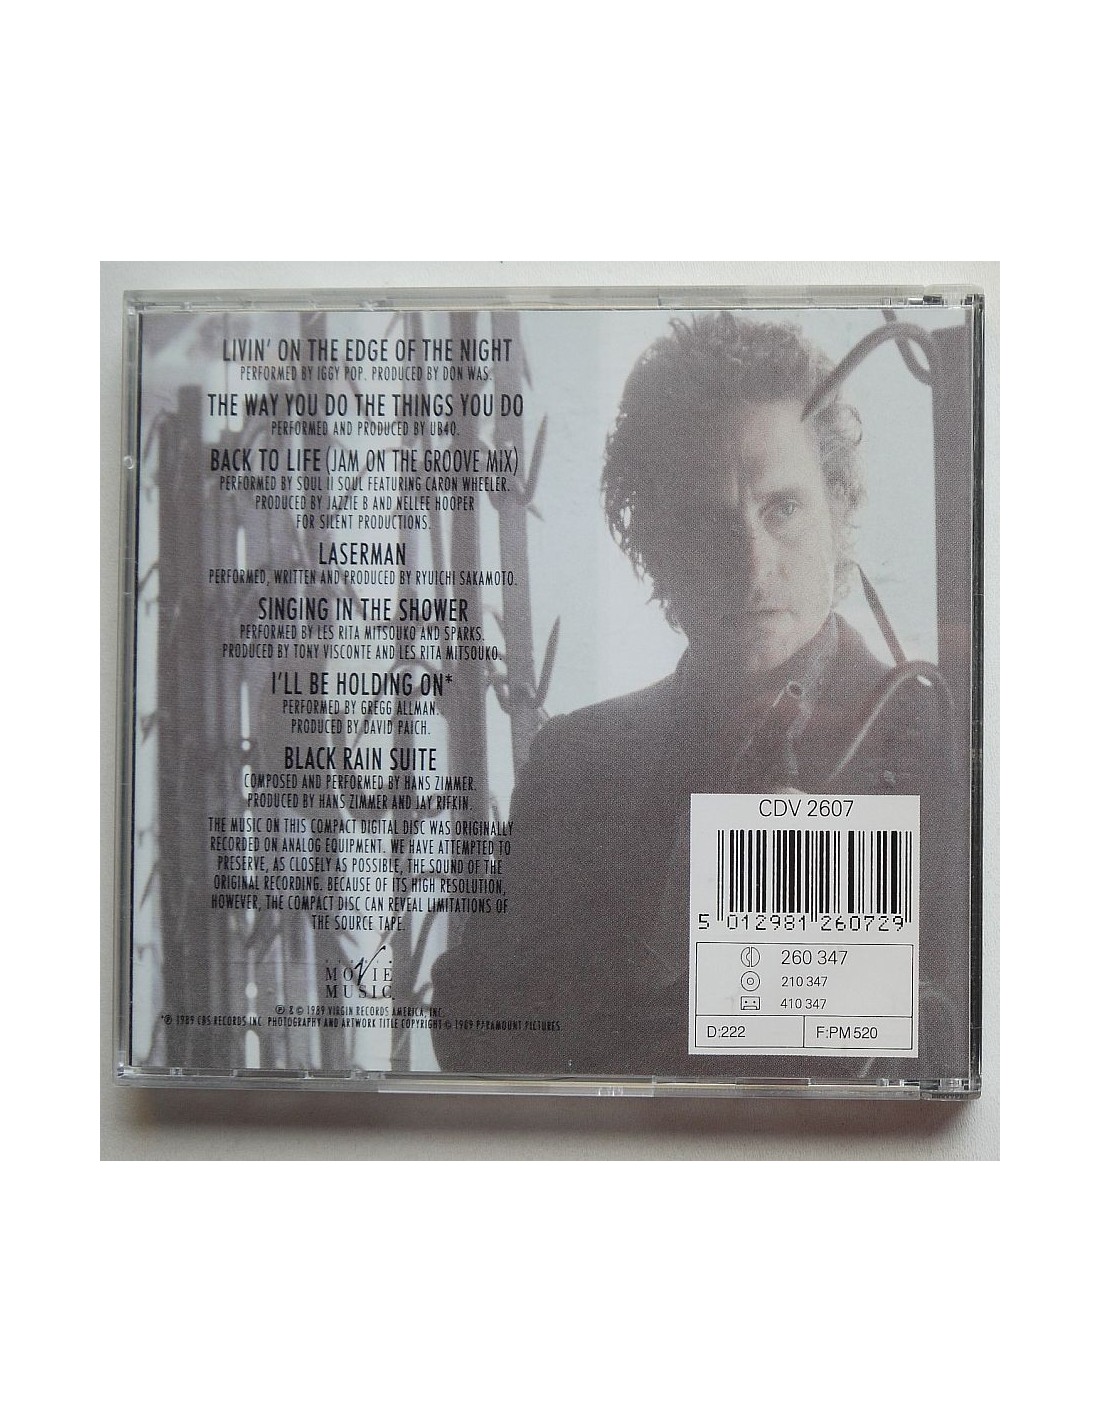 LIVIN' ON THE EDGE OF THE NIGHT
PERFORMED BY IGGY POP. PRODUCED BY DON WAS.
THE WAY YOU DO THE THINGS YOU DO
PERFORMED AND PRODUCED BY UB40.
BACK TO LIFE (JAM ON THE GROOVE MIX)
PERFORMED BY SOUL II SOUL FEATURING CARON WHEELER.
PRODUCED BY JAZZIE B AND NELLEE HOOPER
FOR SILENT PRODUCTIONS.
LASERMAN
PERFORMED, WRITTEN AND PRODUCED BY RYUICHI SAKAMOTO.
SINGING IN THE SHOWER
PERFORMED BY LES RITA MITSOUKO AND SPARKS.
PRODUCED BY TONY VISCONTE AND LES RITA MITSOUKO.
I'LL BE HOLDING ON*
PERFORMED BY GREGG ALLMAN.
PRODUCED BY DAVID PAICH.
BLACK RAIN SUITE
COMPOSED AND PERFORMED BY HANS ZIMMER.
PRODUCED BY HANS ZIMMER AND JAY RIFKIN.
THE MUSIC ON THIS COMPACT DIGITAL DISC WAS ORIGINALLY
RECORDED ON ANALOG EQUIPMENT. WE HAVE ATTEMPTED TO
PRESERVE, AS CLOSELY AS POSSIBLE, THE SOUND OF THE
ORIGINAL RECORDING. BECAUSE OF ITS HIGH RESOLUTION,
HOWEVER, THE COMPACT DISC CAN REVEAL LIMITATIONS OF
THE SOURCE TAPE.
MOVIE
MUSIC
℗ & © 1989 VIRGIN RECORDS AMERICA, INC.
*℗ 1989 CBS RECORDS INC. PHOTOGRAPHY AND ARTWORK TITLE COPYRIGHT © 1989 PARAMOUNT PICTURES
CDV 2607
5 012981 260729
260 347
210 347
410 347
D:222 F:PM 520